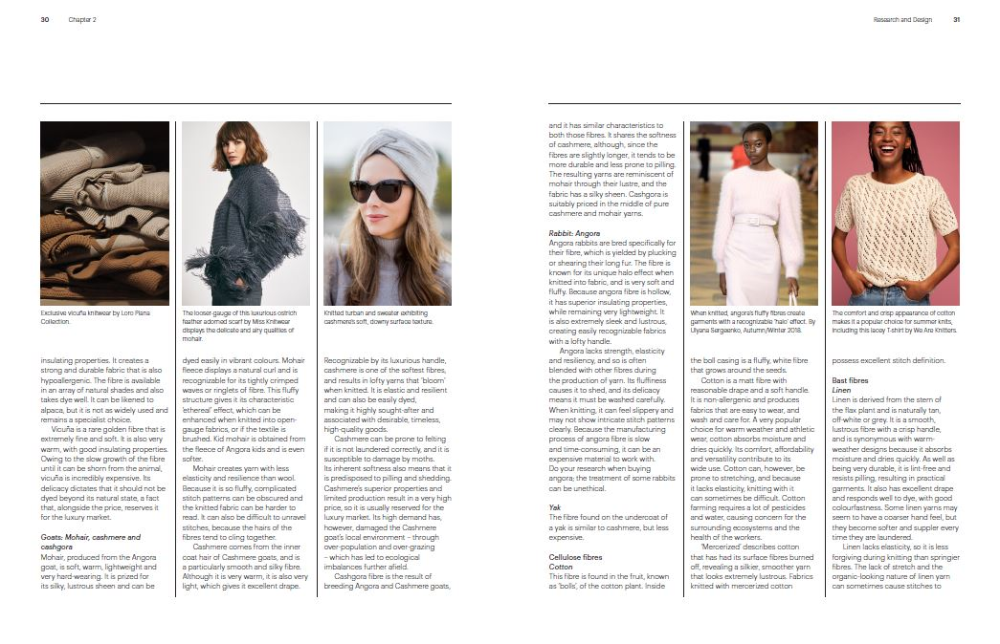 30 Chapter 2
Exclusive vicuña knitwear by Loro Piana
Collection.
The looser-gauge of this luxurious ostrich
feather adorned scarf by Miss Knitwear
displays the delicate and airy qualities of
mohair.
Knitted turban and sweater exhibiting
cashmere's soft, downy surface texture.
insulating properties. It creates a
strong and durable fabric that is also
hypoallergenic. The fibre is available
in an array of natural shades and also
takes dye well. It can be likened to
alpaca, but it is not as widely used and
remains a specialist choice.
Vicuña is a rare golden fibre that is
extremely fine and soft. It is also very
warm, with good insulating properties.
Owing to the slow growth of the fibre
until it can be shorn from the animal,
vicuña is incredibly expensive. Its
delicacy dictates that it should not be
dyed beyond its natural state, a fact
that, alongside the price, reserves it
for the luxury market.
Goats: Mohair, cashmere and
cashgora
Mohair, produced from the Angora
goat, is soft, warm, lightweight and
very hard-wearing. It is prized for
its silky, lustrous sheen and can be
dyed easily in vibrant colours. Mohair
fleece displays a natural curl and is
recognizable for its tightly crimped
waves or ringlets of fibre. This fluffy
structure gives it its characteristic
'ethereal' effect, which can be
enhanced when knitted into open-
gauge fabrics, or if the textile is
brushed. Kid mohair is obtained from
the fleece of Angora kids and is even
softer.
Mohair creates yarn with less
elasticity and resilience than wool.
Because it is so fluffy, complicated
stitch patterns can be obscured and
the knitted fabric can be harder to
read. It can also be difficult to unravel
stitches, because the hairs of the
fibres tend to cling together.
Cashmere comes from the inner
coat hair of Cashmere goats, and is
a particularly smooth and silky fibre.
Although it is very warm, it is also very
light, which gives it excellent drape.
Recognizable by its luxurious handle,
cashmere is one of the softest fibres,
and results in lofty yarns that 'bloom'
when knitted. It is elastic and resilient
and can also be easily dyed,
making it highly sought-after and
associated with desirable, timeless,
high-quality goods.
Cashmere can be prone to felting
if it is not laundered correctly, and it is
susceptible to damage by moths.
Its inherent softness also means that it
is predisposed to pilling and shedding.
Cashmere's superior properties and
limited production result in a very high
price, so it is usually reserved for the
luxury market. Its high demand has,
however, damaged the Cashmere
goat's local environment – through
over-population and over-grazing
– which has led to ecological
imbalances further afield.
Cashgora fibre is the result of
breeding Angora and Cashmere goats,
Research and Design 31
and it has similar characteristics to
both those fibres. It shares the softness
of cashmere, although, since the
fibres are slightly longer, it tends to be
more durable and less prone to pilling.
The resulting yarns are reminiscent of
mohair through their lustre, and the
fabric has a silky sheen. Cashgora is
suitably priced in the middle of pure
cashmere and mohair yarns.
Rabbit: Angora
Angora rabbits are bred specifically for
their fibre, which is yielded by plucking
or shearing their long fur. The fibre is
known for its unique halo effect when
knitted into fabric, and is very soft and
fluffy. Because angora fibre is hollow,
it has superior insulating properties,
while remaining very lightweight. It
is also extremely sleek and lustrous,
creating easily recognizable fabrics
with a lofty handle.
Angora lacks strength, elasticity
and resiliency, and so is often
blended with other fibres during
the production of yarn. Its fluffiness
causes it to shed, and its delicacy
means it must be washed carefully.
When knitting, it can feel slippery and
may not show intricate stitch patterns
clearly. Because the manufacturing
process of angora fibre is slow
and time-consuming, it can be an
expensive material to work with.
Do your research when buying
angora; the treatment of some rabbits
can be unethical.
Yak
The fibre found on the undercoat of
a yak is similar to cashmere, but less
expensive.
Cellulose fibres
Cotton
This fibre is found in the fruit, known
as 'bolls', of the cotton plant. Inside
When knitted, angora's fluffy fibres create
garments with a recognizable 'halo' effect. By
Ulyana Sergeenko, Autumn/Winter 2018.
The comfort and crisp appearance of cotton
makes it a popular choice for summer knits,
including this lacey T-shirt by We Are Knitters.
the boll casing is a fluffy, white fibre
that grows around the seeds.
Cotton is a matt fibre with
reasonable drape and a soft handle.
It is non-allergenic and produces
fabrics that are easy to wear, and
wash and care for. A very popular
choice for warm weather and athletic
wear, cotton absorbs moisture and
dries quickly. Its comfort, affordability
and versatility contribute to its
wide use. Cotton can, however, be
prone to stretching, and because
it lacks elasticity, knitting with it
can sometimes be difficult. Cotton
farming requires a lot of pesticides
and water, causing concern for the
surrounding ecosystems and the
health of the workers.
'Mercerized' describes cotton
that has had its surface fibres burned
off, revealing a silkier, smoother yarn
that looks extremely lustrous. Fabrics
knitted with mercerized cotton
possess excellent stitch definition.
Bast fibres
Linen
Linen is derived from the stem of
the flax plant and is naturally tan,
off-white or grey. It is a smooth,
lustrous fibre with a crisp handle,
and is synonymous with warm-
weather designs because it absorbs
moisture and dries quickly. As well as
being very durable, it is lint-free and
resists pilling, resulting in practical
garments. It also has excellent drape
and responds well to dye, with good
colourfastness. Some linen yarns may
seem to have a coarser hand feel, but
they become softer and suppler every
time they are laundered.
Linen lacks elasticity, so it is less
forgiving during knitting than springier
fibres. The lack of stretch and the
organic-looking nature of linen yarn
can sometimes cause stitches to